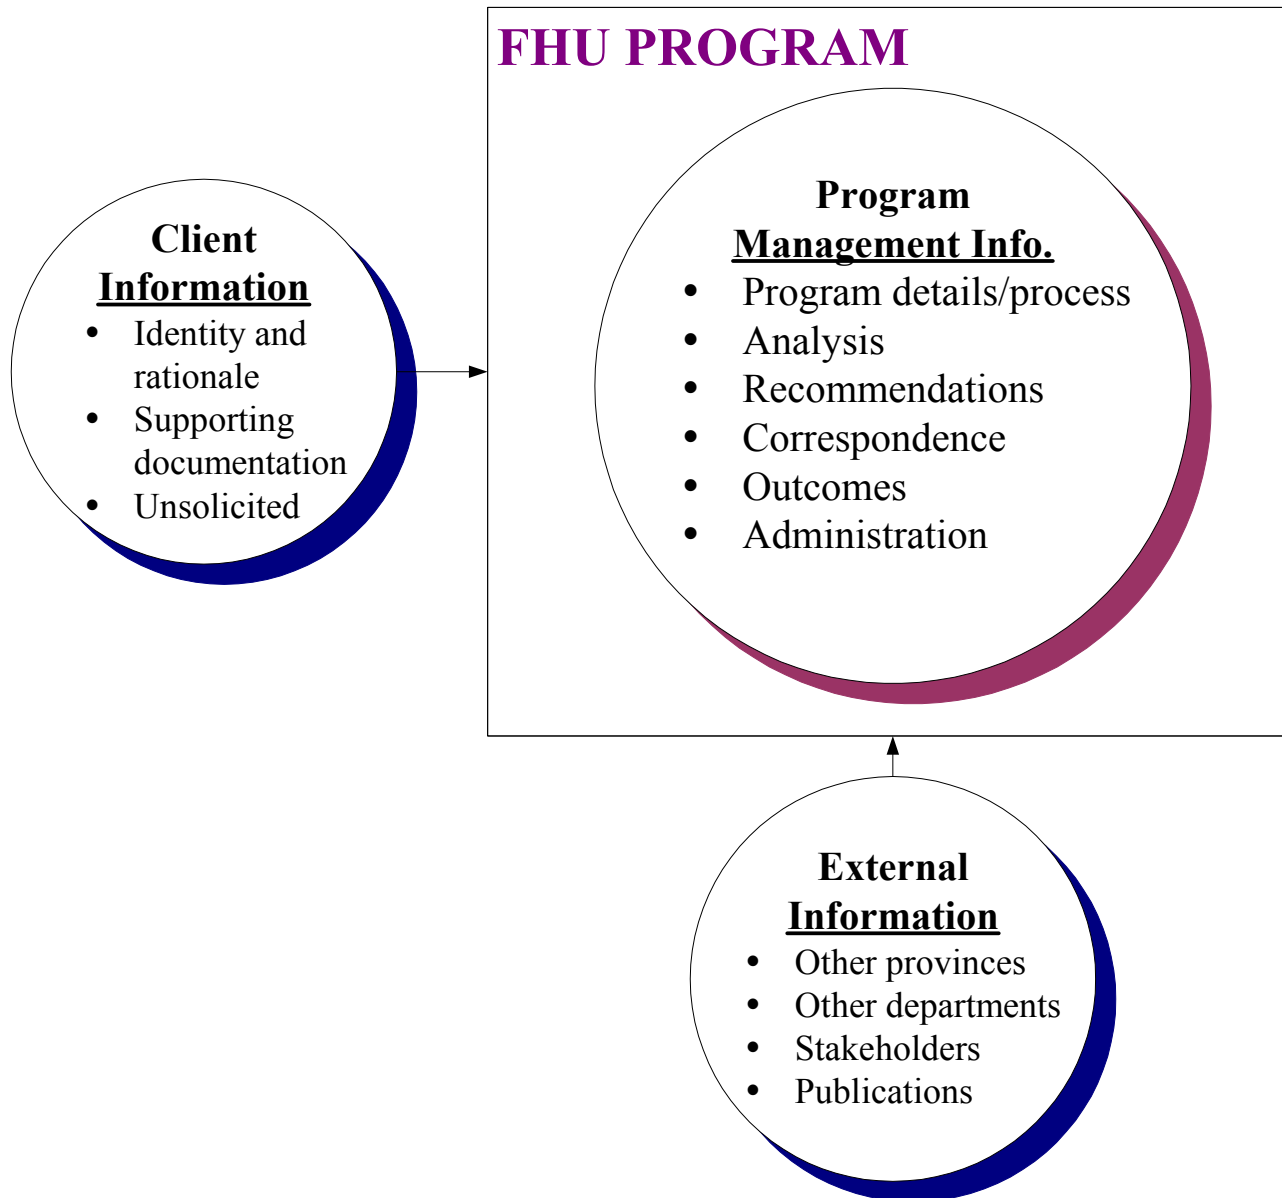 FHU PROGRAM
Client
Information
• Identity and
rationale
• Supporting
documentation
• Unsolicited
Program
Management Info.
• Program details/process
• Analysis
• Recommendations
• Correspondence
• Outcomes
• Administration
External
Information
• Other provinces
• Other departments
• Stakeholders
• Publications